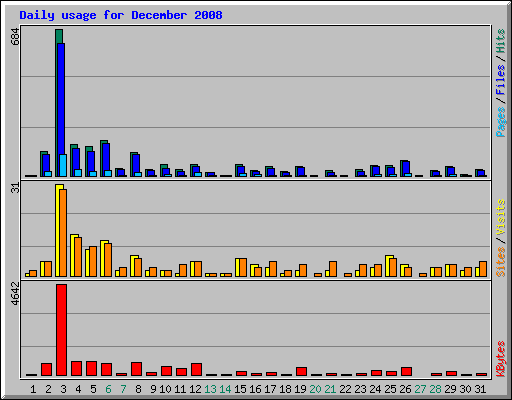 Daily usage for December 2008
684
31
4642
Pages / Files / Hits
Sites / Visits
KBytes
1 2 3 4 5 6 7 8 9 10 11 12 13 14 15 16 17 18 19 20 21 22 23 24 25 26 27 28 29 30 31